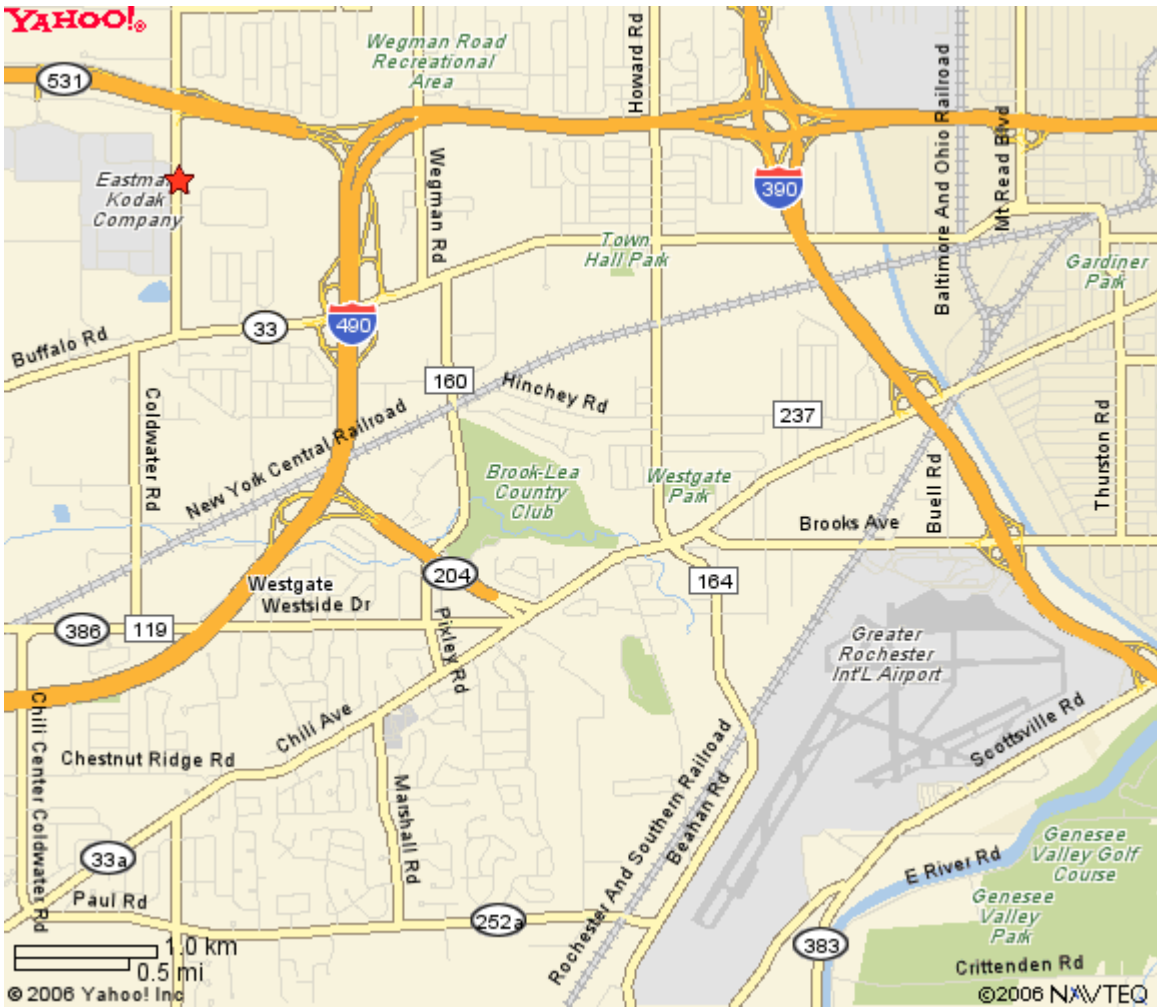 YAHOO!®
Wegman Road
Recreational
Area
Howard Rd
531
Baltimore And Ohio Railroad
Mt Read Blvd
Wegman Rd
Eastman
Kodak
Company
390
Town
Hall Park
Gardiner
Park
33
490
Buffalo Rd
160
Hinchey Rd
237
Coldwater Rd
New York Central Railroad
Thurston Rd
Brook-Lea
Country
Club
Westgate
Park
Buell Rd
Brooks Ave
204
164
Westgate
Westside Dr
386
119
Pixley Rd
Greater
Rochester
Int'L Airport
Chili Center Coldwater Rd
Chili Ave
Scottsville Rd
Chestnut Ridge Rd
Marshall Rd
Rochester And Southern Railroad
Beahan Rd
33a
E River Rd
Genesee
Valley Golf
Course
Paul Rd
252a
Genesee
Valley
Park
383
1.0 km
0.5 mi
Crittenden Rd
© 2006 Yahoo! Inc
©2006 NAVTEQ